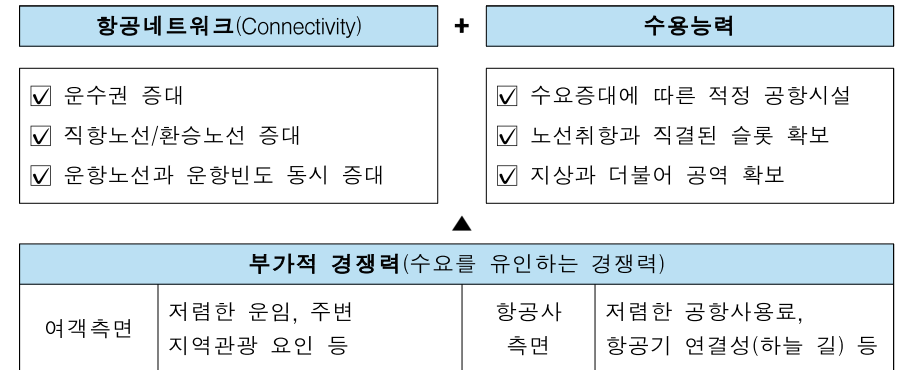 항공네트워크(Connectivity) + 수용능력
☑ 운수권 증대
☑ 직항노선/환승노선 증대
☑ 운항노선과 운항빈도 동시 증대
☑ 수요증대에 따른 적정 공항시설
☑ 노선취항과 직결된 슬롯 확보
☑ 지상과 더불어 공역 확보
▲
부가적 경쟁력(수요를 유인하는 경쟁력)
여객측면
저렴한 운임, 주변
지역관광 요인 등
항공사
측면
저렴한 공항사용료,
항공기 연결성(하늘 길) 등